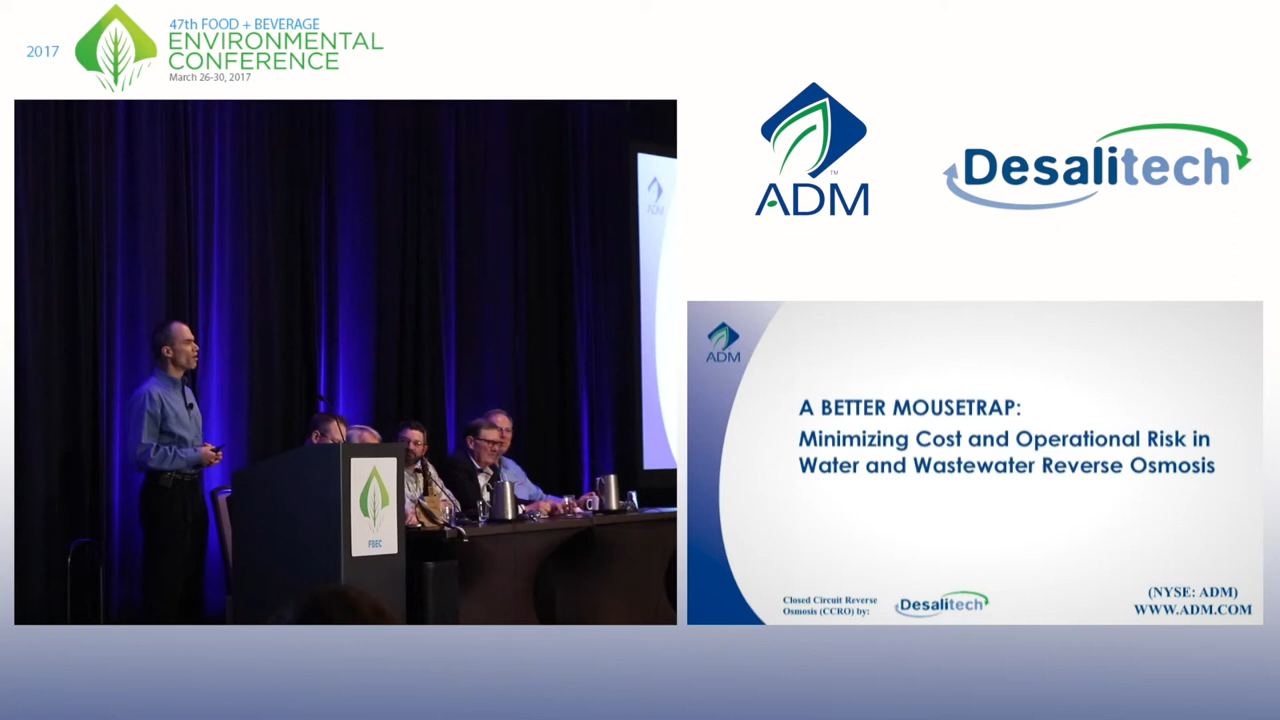 2017
47th FOOD + BEVERAGE
ENVIRONMENTAL
CONFERENCE
March 26-30, 2017
ADM
FBEC
TM
ADM
Desalitech
ADM
A BETTER MOUSETRAP:
Minimizing Cost and Operational Risk in
Water and Wastewater Reverse Osmosis
Closed Circuit Reverse
Osmosis (CCRO) by:
Desalitech
(NYSE: ADM)
WWW.ADM.COM